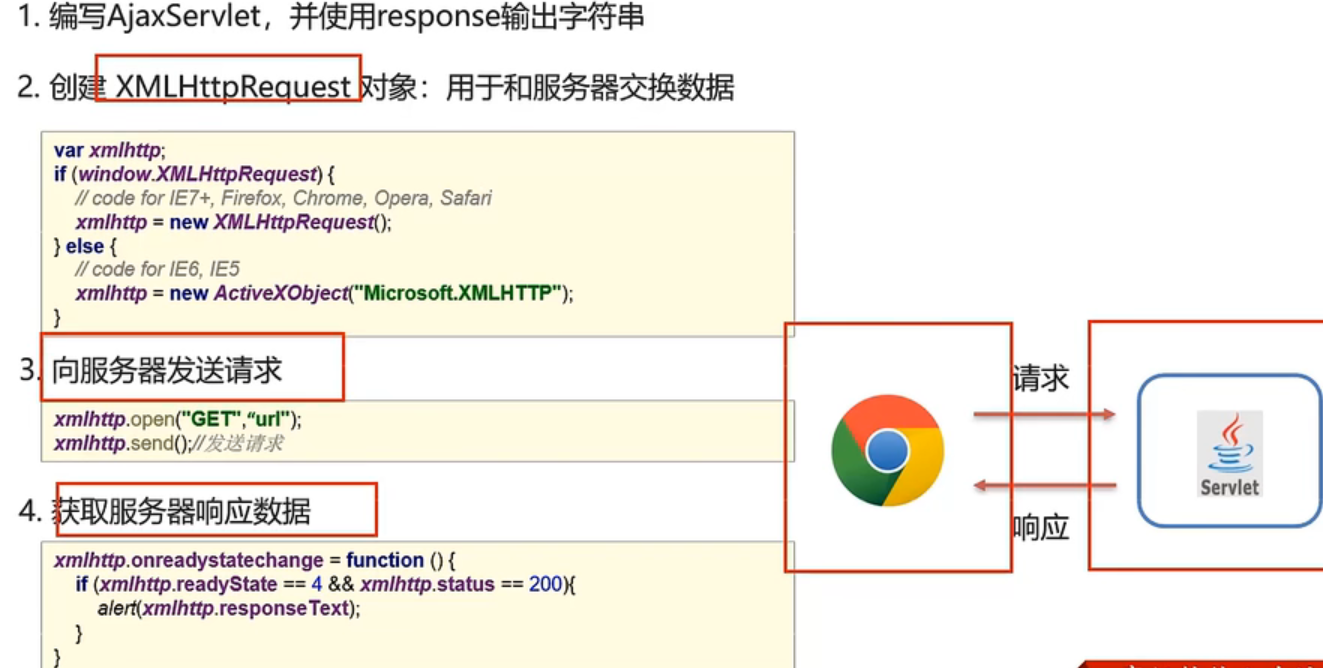 1. 编写AjaxServlet，并使用response输出字符串
2. 创建 XMLHttpRequest 对象：用于和服务器交换数据
var xmlhttp;
if (window.XMLHttpRequest) {
// code for IE7+, Firefox, Chrome, Opera, Safari
xmlhttp = new XMLHttpRequest();
} else {
// code for IE6, IE5
xmlhttp = new ActiveXObject("Microsoft.XMLHTTP");
}
3. 向服务器发送请求
xmlhttp.open("GET",“url");
xmlhttp.send();//发送请求
4. 获取服务器响应数据
xmlhttp.onreadystatechange = function () {
if (xmlhttp.readyState == 4 && xmlhttp.status == 200){
alert(xmlhttp.responseText);
}
}
请求
Servlet
响应